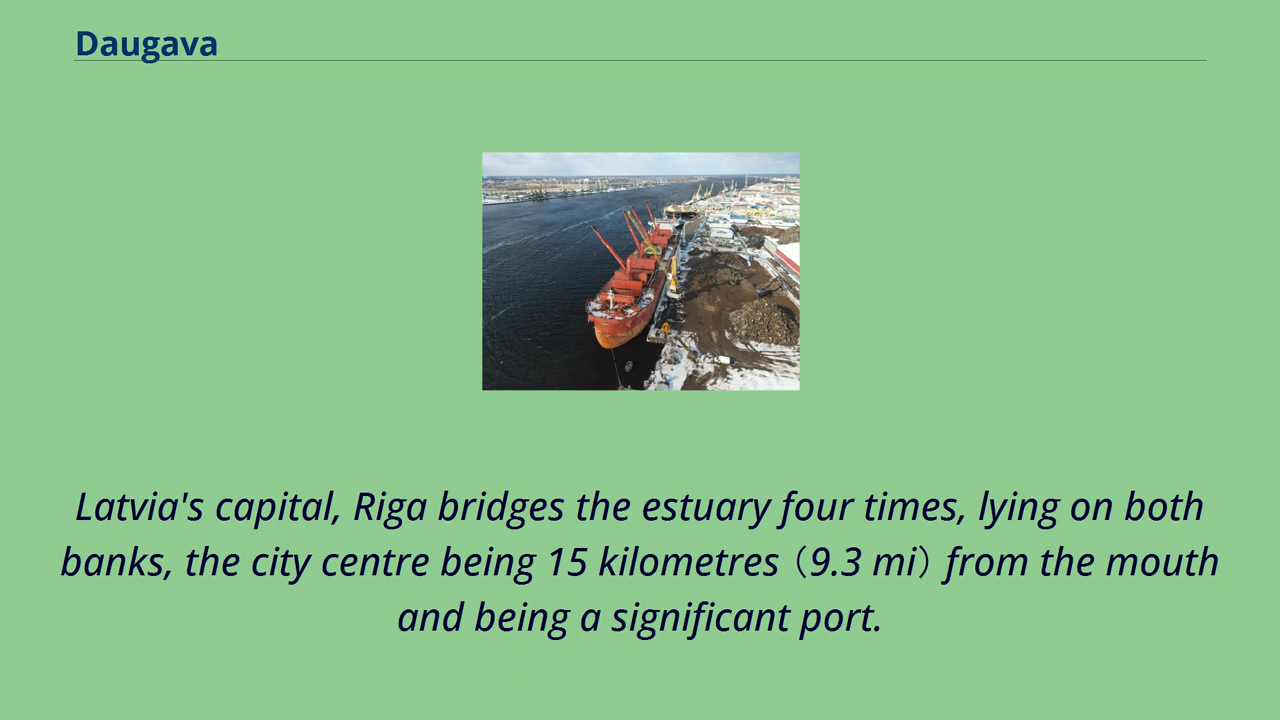 Daugava
Latvia's capital, Riga bridges the estuary four times, lying on both
banks, the city centre being 15 kilometres（9.3 mi）from the mouth
and being a significant port.